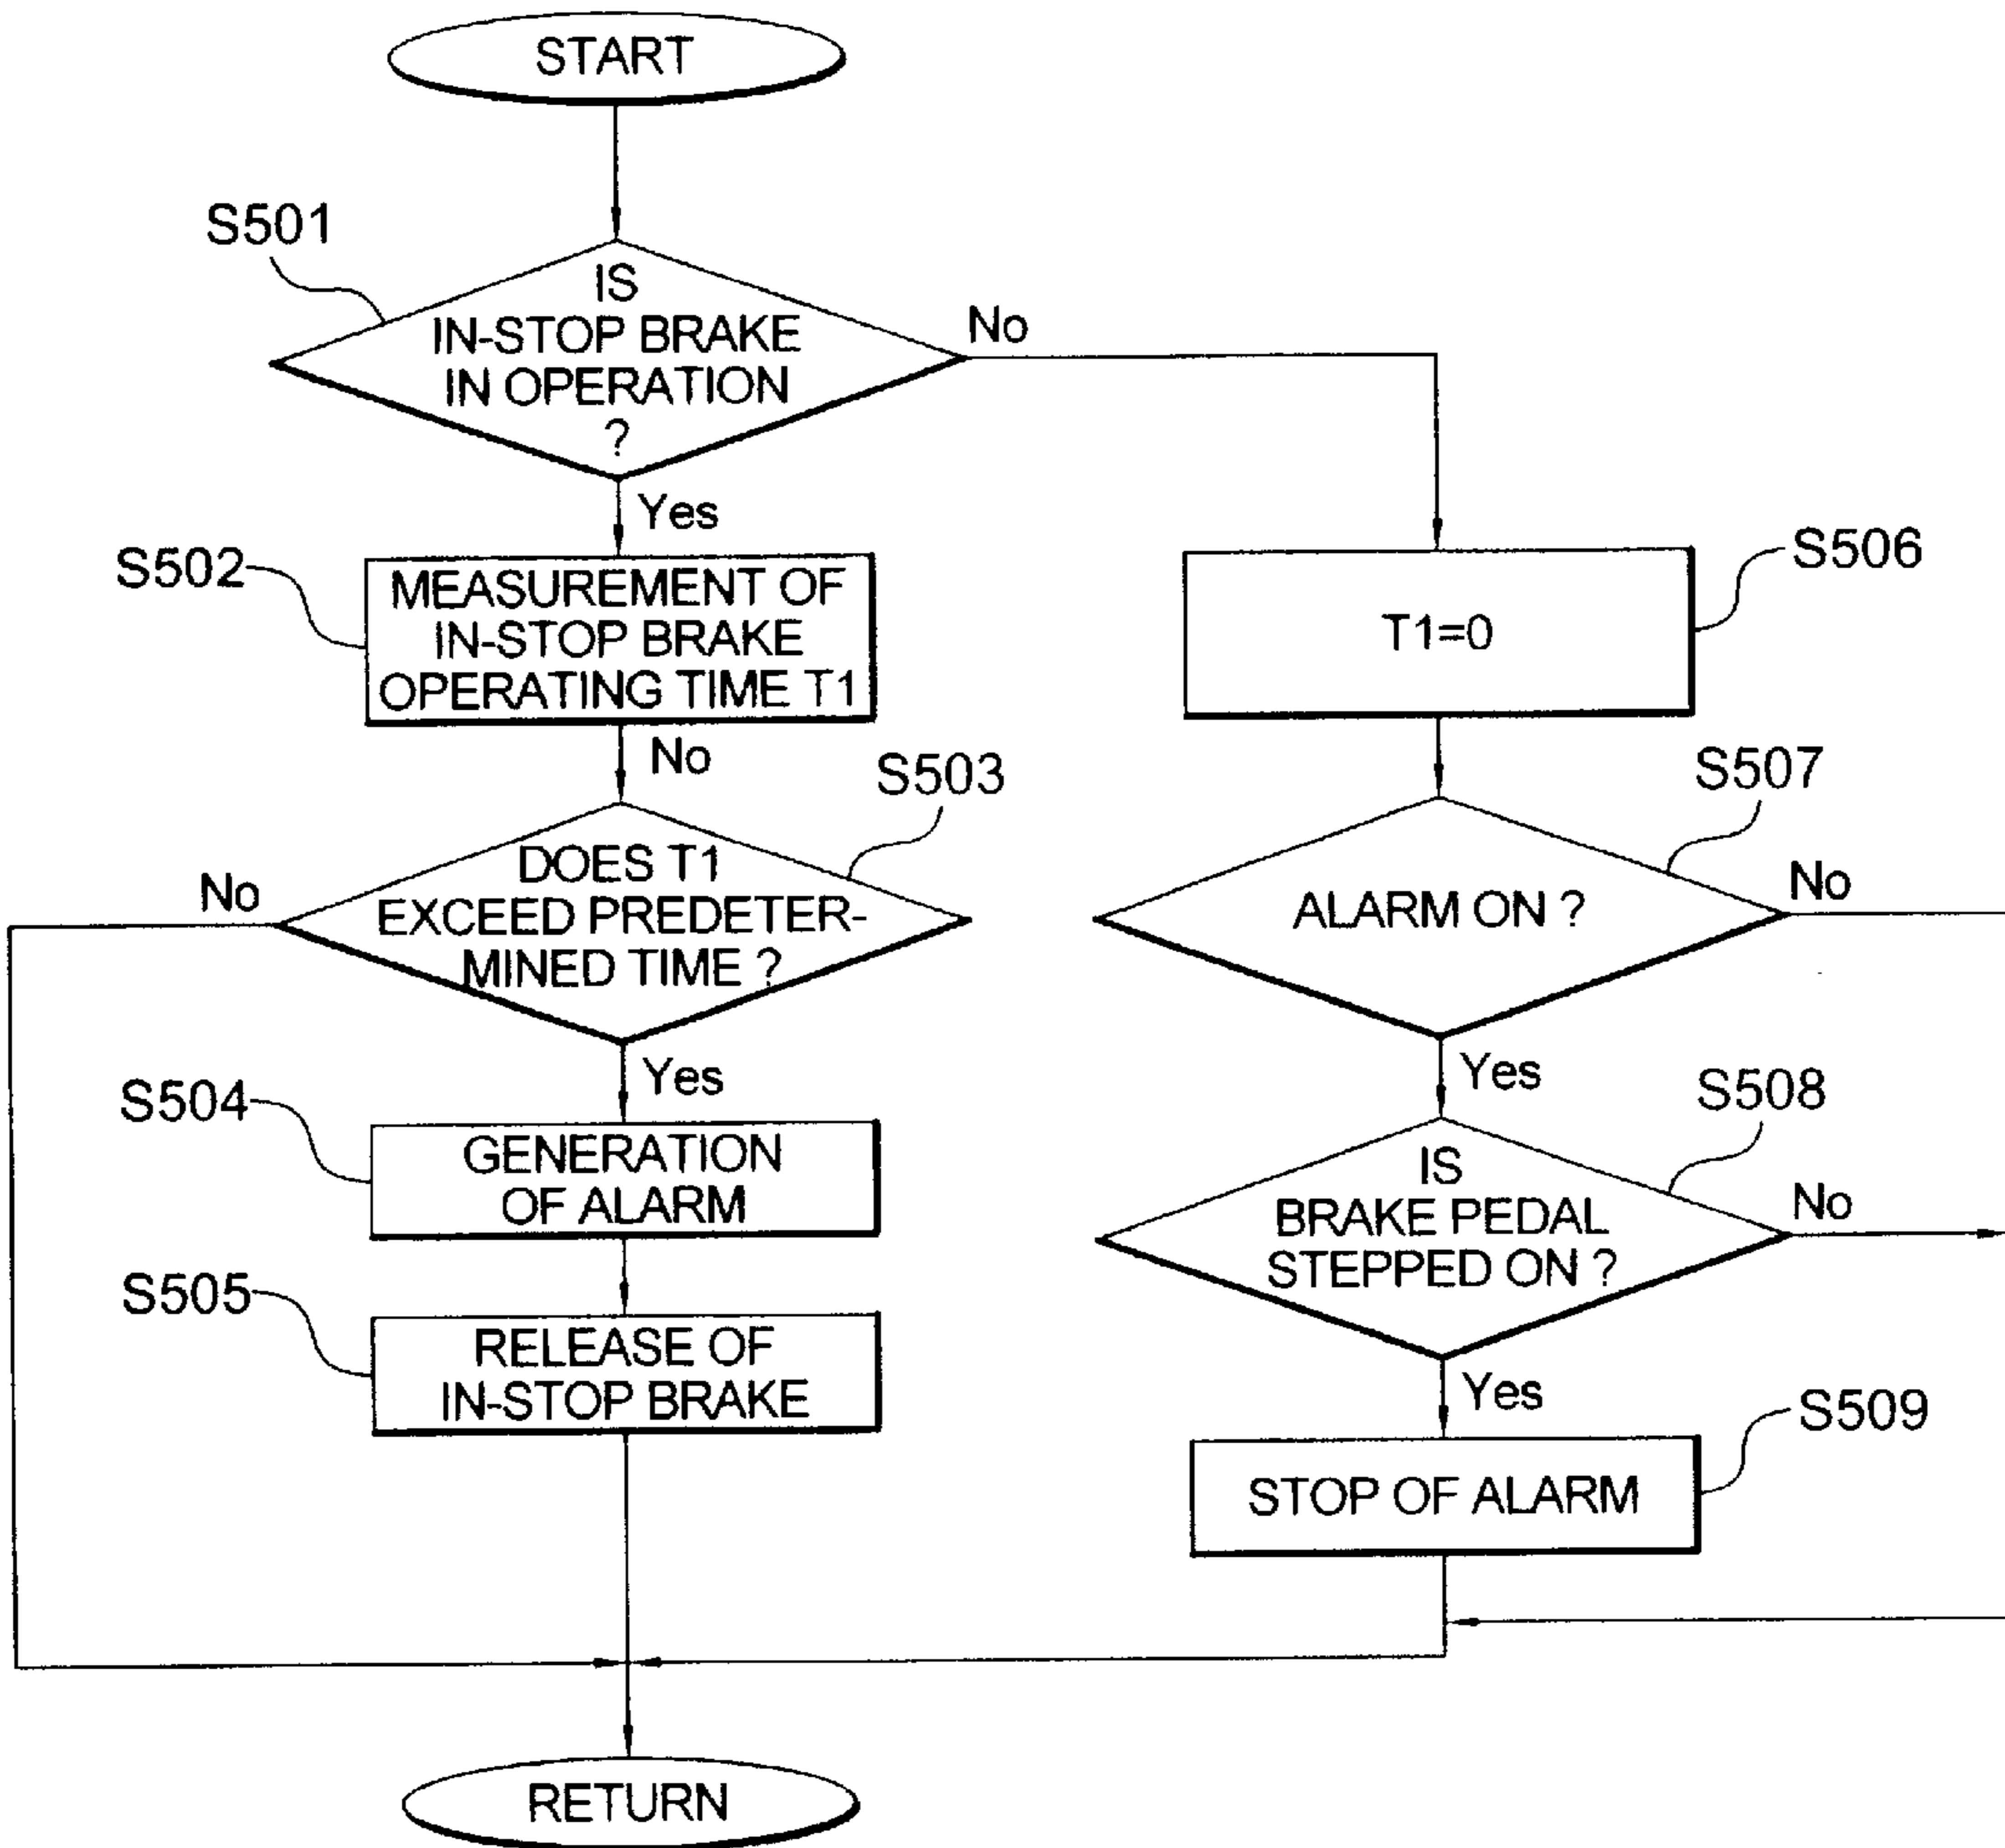 START
S501
IS
IN-STOP BRAKE
IN OPERATION
?
No
Yes
S502
MEASUREMENT OF
IN-STOP BRAKE
OPERATING TIME T1
No
S503
DOES T1
EXCEED PREDETER-
MINED TIME ?
No
Yes
S504
GENERATION
OF ALARM
S505
RELEASE OF
IN-STOP BRAKE
S506
T1=0
S507
ALARM ON ?
No
Yes
S508
IS
BRAKE PEDAL
STEPPED ON ?
No
Yes
S509
STOP OF ALARM
RETURN